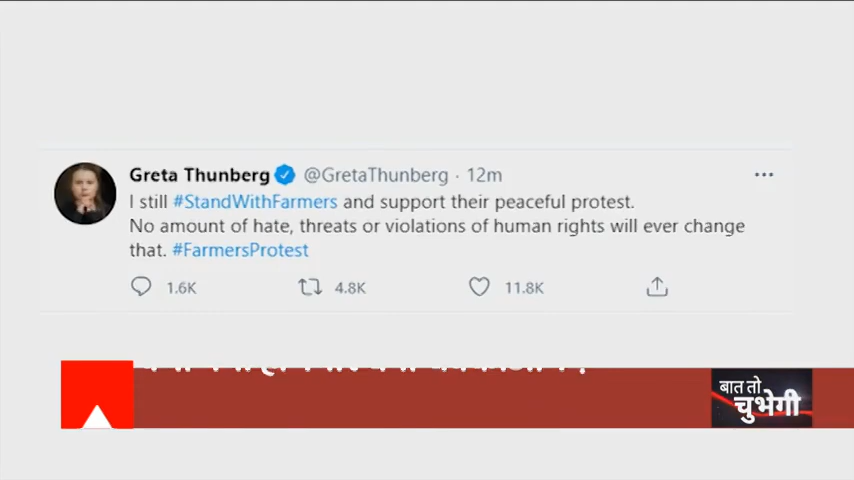 Greta Thunberg @GretaThunberg · 12m
I still #StandWithFarmers and support their peaceful protest.
No amount of hate, threats or violations of human rights will ever change
that. #FarmersProtest
1.6K 4.8K 11.8K
बात तो
चुभेगी